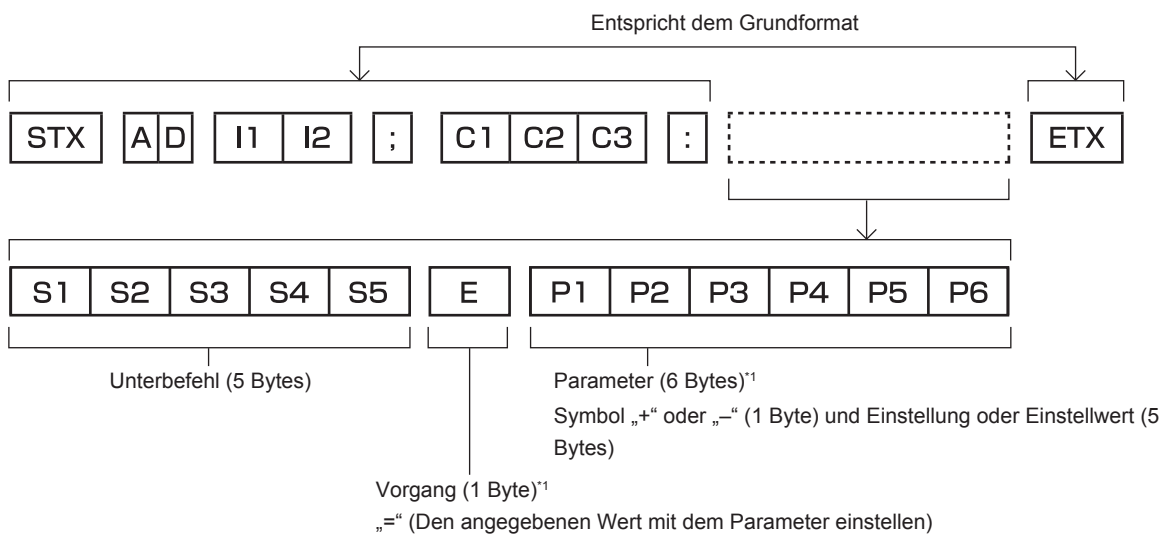 Entspricht dem Grundformat
STX A D I1 I2 ; C1 C2 C3 : ETX
S1 S2 S3 S4 S5 E P1 P2 P3 P4 P5 P6
Unterbefehl (5 Bytes)
Parameter (6 Bytes)*1
Symbol „+“ oder „–“ (1 Byte) und Einstellung oder Einstellwert (5
Bytes)
Vorgang (1 Byte)*1
„=“ (Den angegebenen Wert mit dem Parameter einstellen)